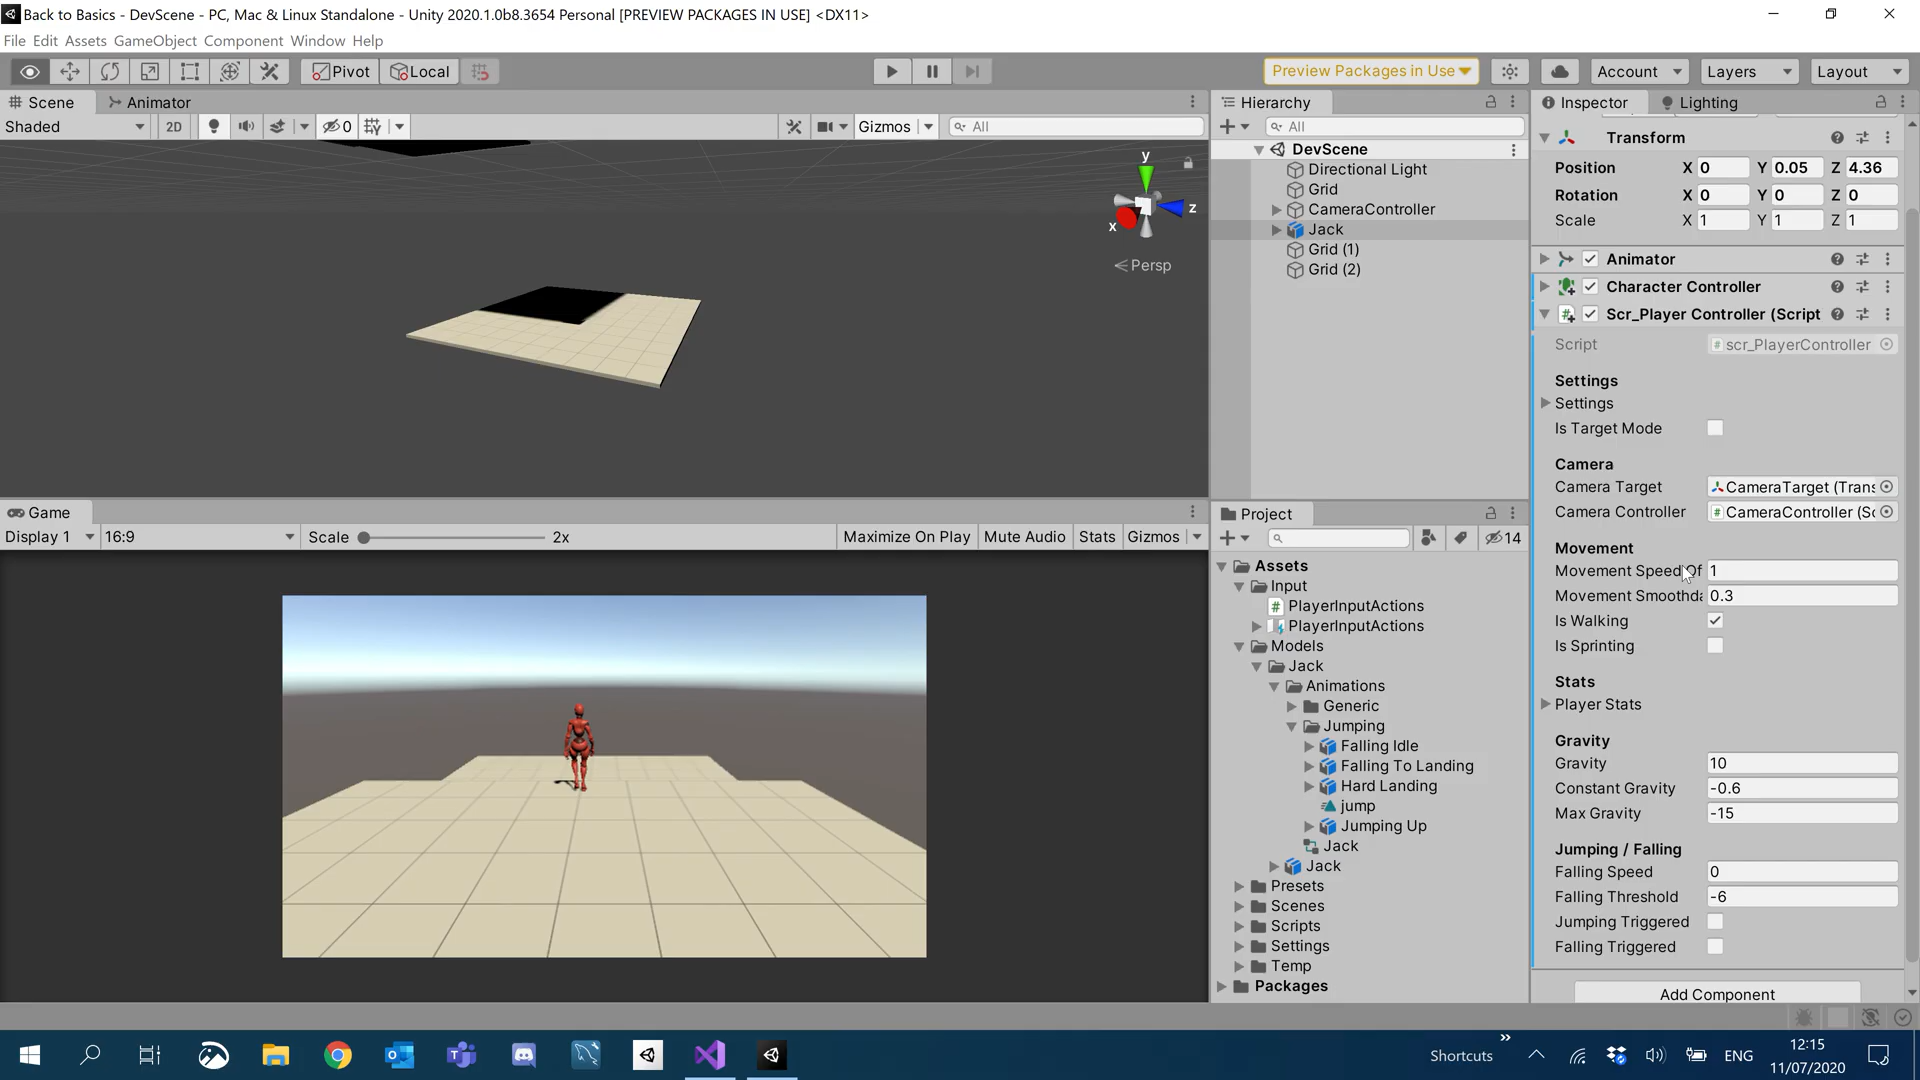 Back to Basics - DevScene - PC, Mac & Linux Standalone - Unity 2020.1.0b8.3654 Personal [PREVIEW PACKAGES IN USE] <DX11>
File Edit Assets GameObject Component Window Help
Pivot Local Preview Packages in Use Account Layers Layout
Scene Animator
Shaded 2D 0 Gizmos All
y
z
x
Persp
Game
Display 1 16:9 Scale 2x Maximize On Play Mute Audio Stats Gizmos
Hierarchy
All
DevScene
Directional Light
Grid
CameraController
Jack
Grid (1)
Grid (2)
Project
14
Assets
Input
PlayerInputActions
PlayerInputActions
Models
Jack
Animations
Generic
Jumping
Falling Idle
Falling To Landing
Hard Landing
jump
Jumping Up
Jack
Jack
Presets
Scenes
Scripts
Settings
Temp
Packages
Inspector Lighting
Transform
Position X 0 Y 0.05 Z 4.36
Rotation X 0 Y 0 Z 0
Scale X 1 Y 1 Z 1
Animator
Character Controller
Scr_Player Controller (Script
Script scr_PlayerController
Settings
Settings
Is Target Mode
Camera
Camera Target CameraTarget (Trans
Camera Controller CameraController (Sc
Movement
Movement Speed Of 1
Movement Smoothda 0.3
Is Walking
Is Sprinting
Stats
Player Stats
Gravity
Gravity 10
Constant Gravity -0.6
Max Gravity -15
Jumping / Falling
Falling Speed 0
Falling Threshold -6
Jumping Triggered
Falling Triggered
Add Component
Shortcuts ENG 12:15
11/07/2020